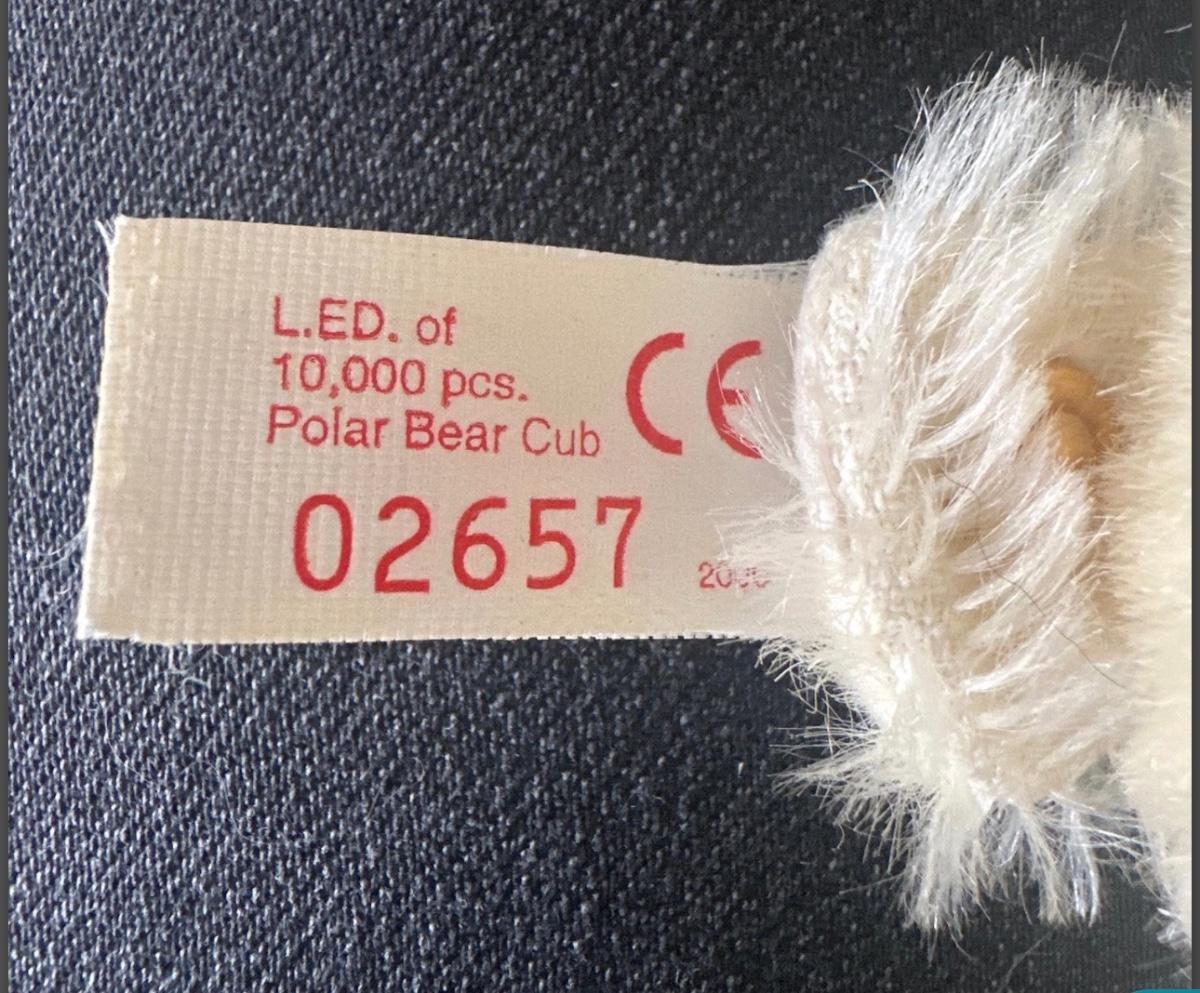 L.ED. of
10,000 pcs.
Polar Bear Cub
CE
02657